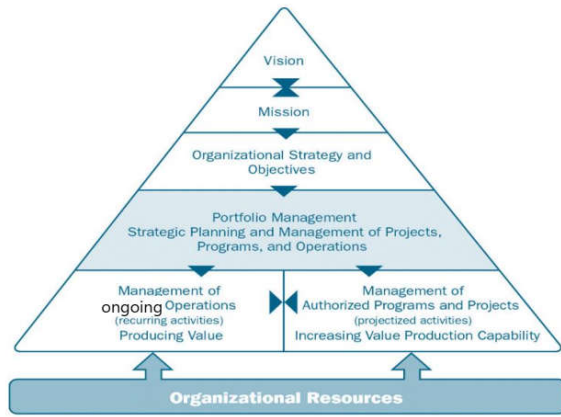 Vision
Mission
Organizational Strategy and
Objectives
Portfolio Management
Strategic Planning and Management of Projects,
Programs, and Operations
Management of
ongoing Operations
(recurring activities)
Producing Value
Management of
Authorized Programs and Projects
(projectized activities)
Increasing Value Production Capability
Organizational Resources